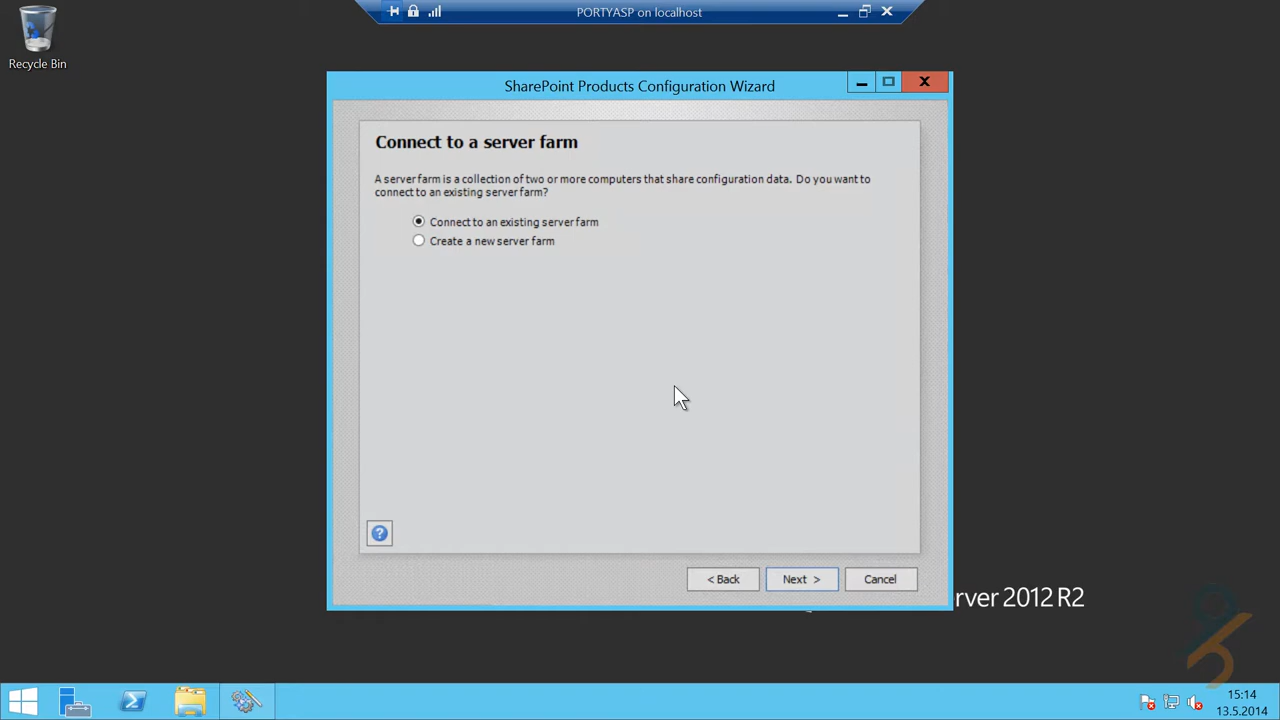 PORTYASP on localhost
Recycle Bin
SharePoint Products Configuration Wizard
Connect to a server farm
A server farm is a collection of two or more computers that share configuration data. Do you want to
connect to an existing server farm?
Connect to an existing server farm
Create a new server farm
< Back
Next >
Cancel
rver 2012 R2
15:14
13.5.2014